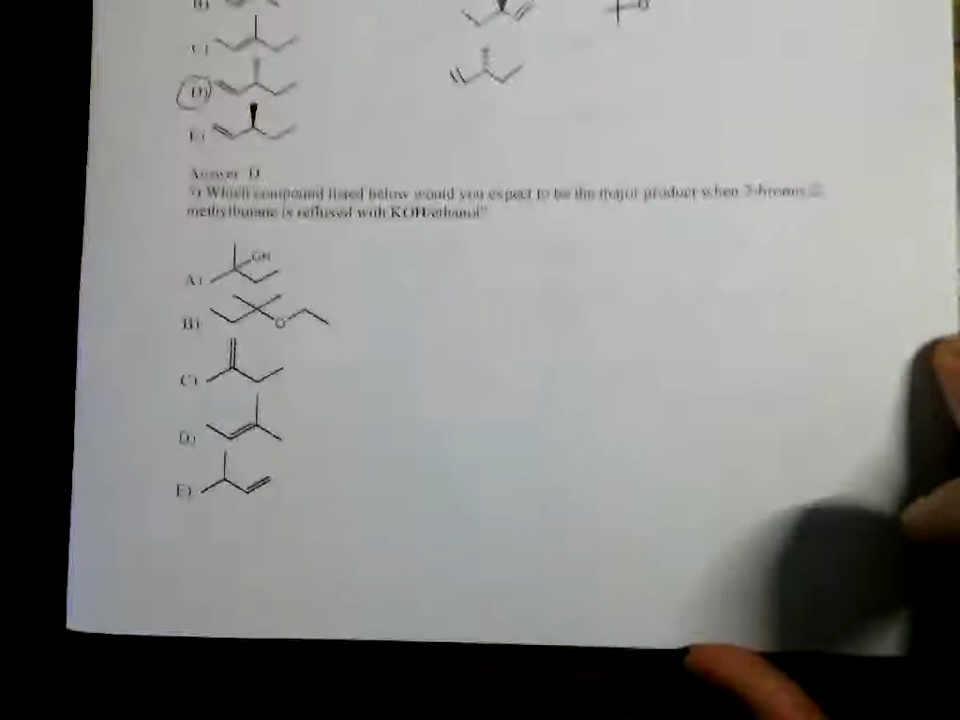 B)
C)
D)
E)
Answer D
Which compound listed below would you expect to be the major product when 2-bromo-2-
methylbutane is refluxed with KOH/ethanol?
A) OH
B) O
C)
D)
E)